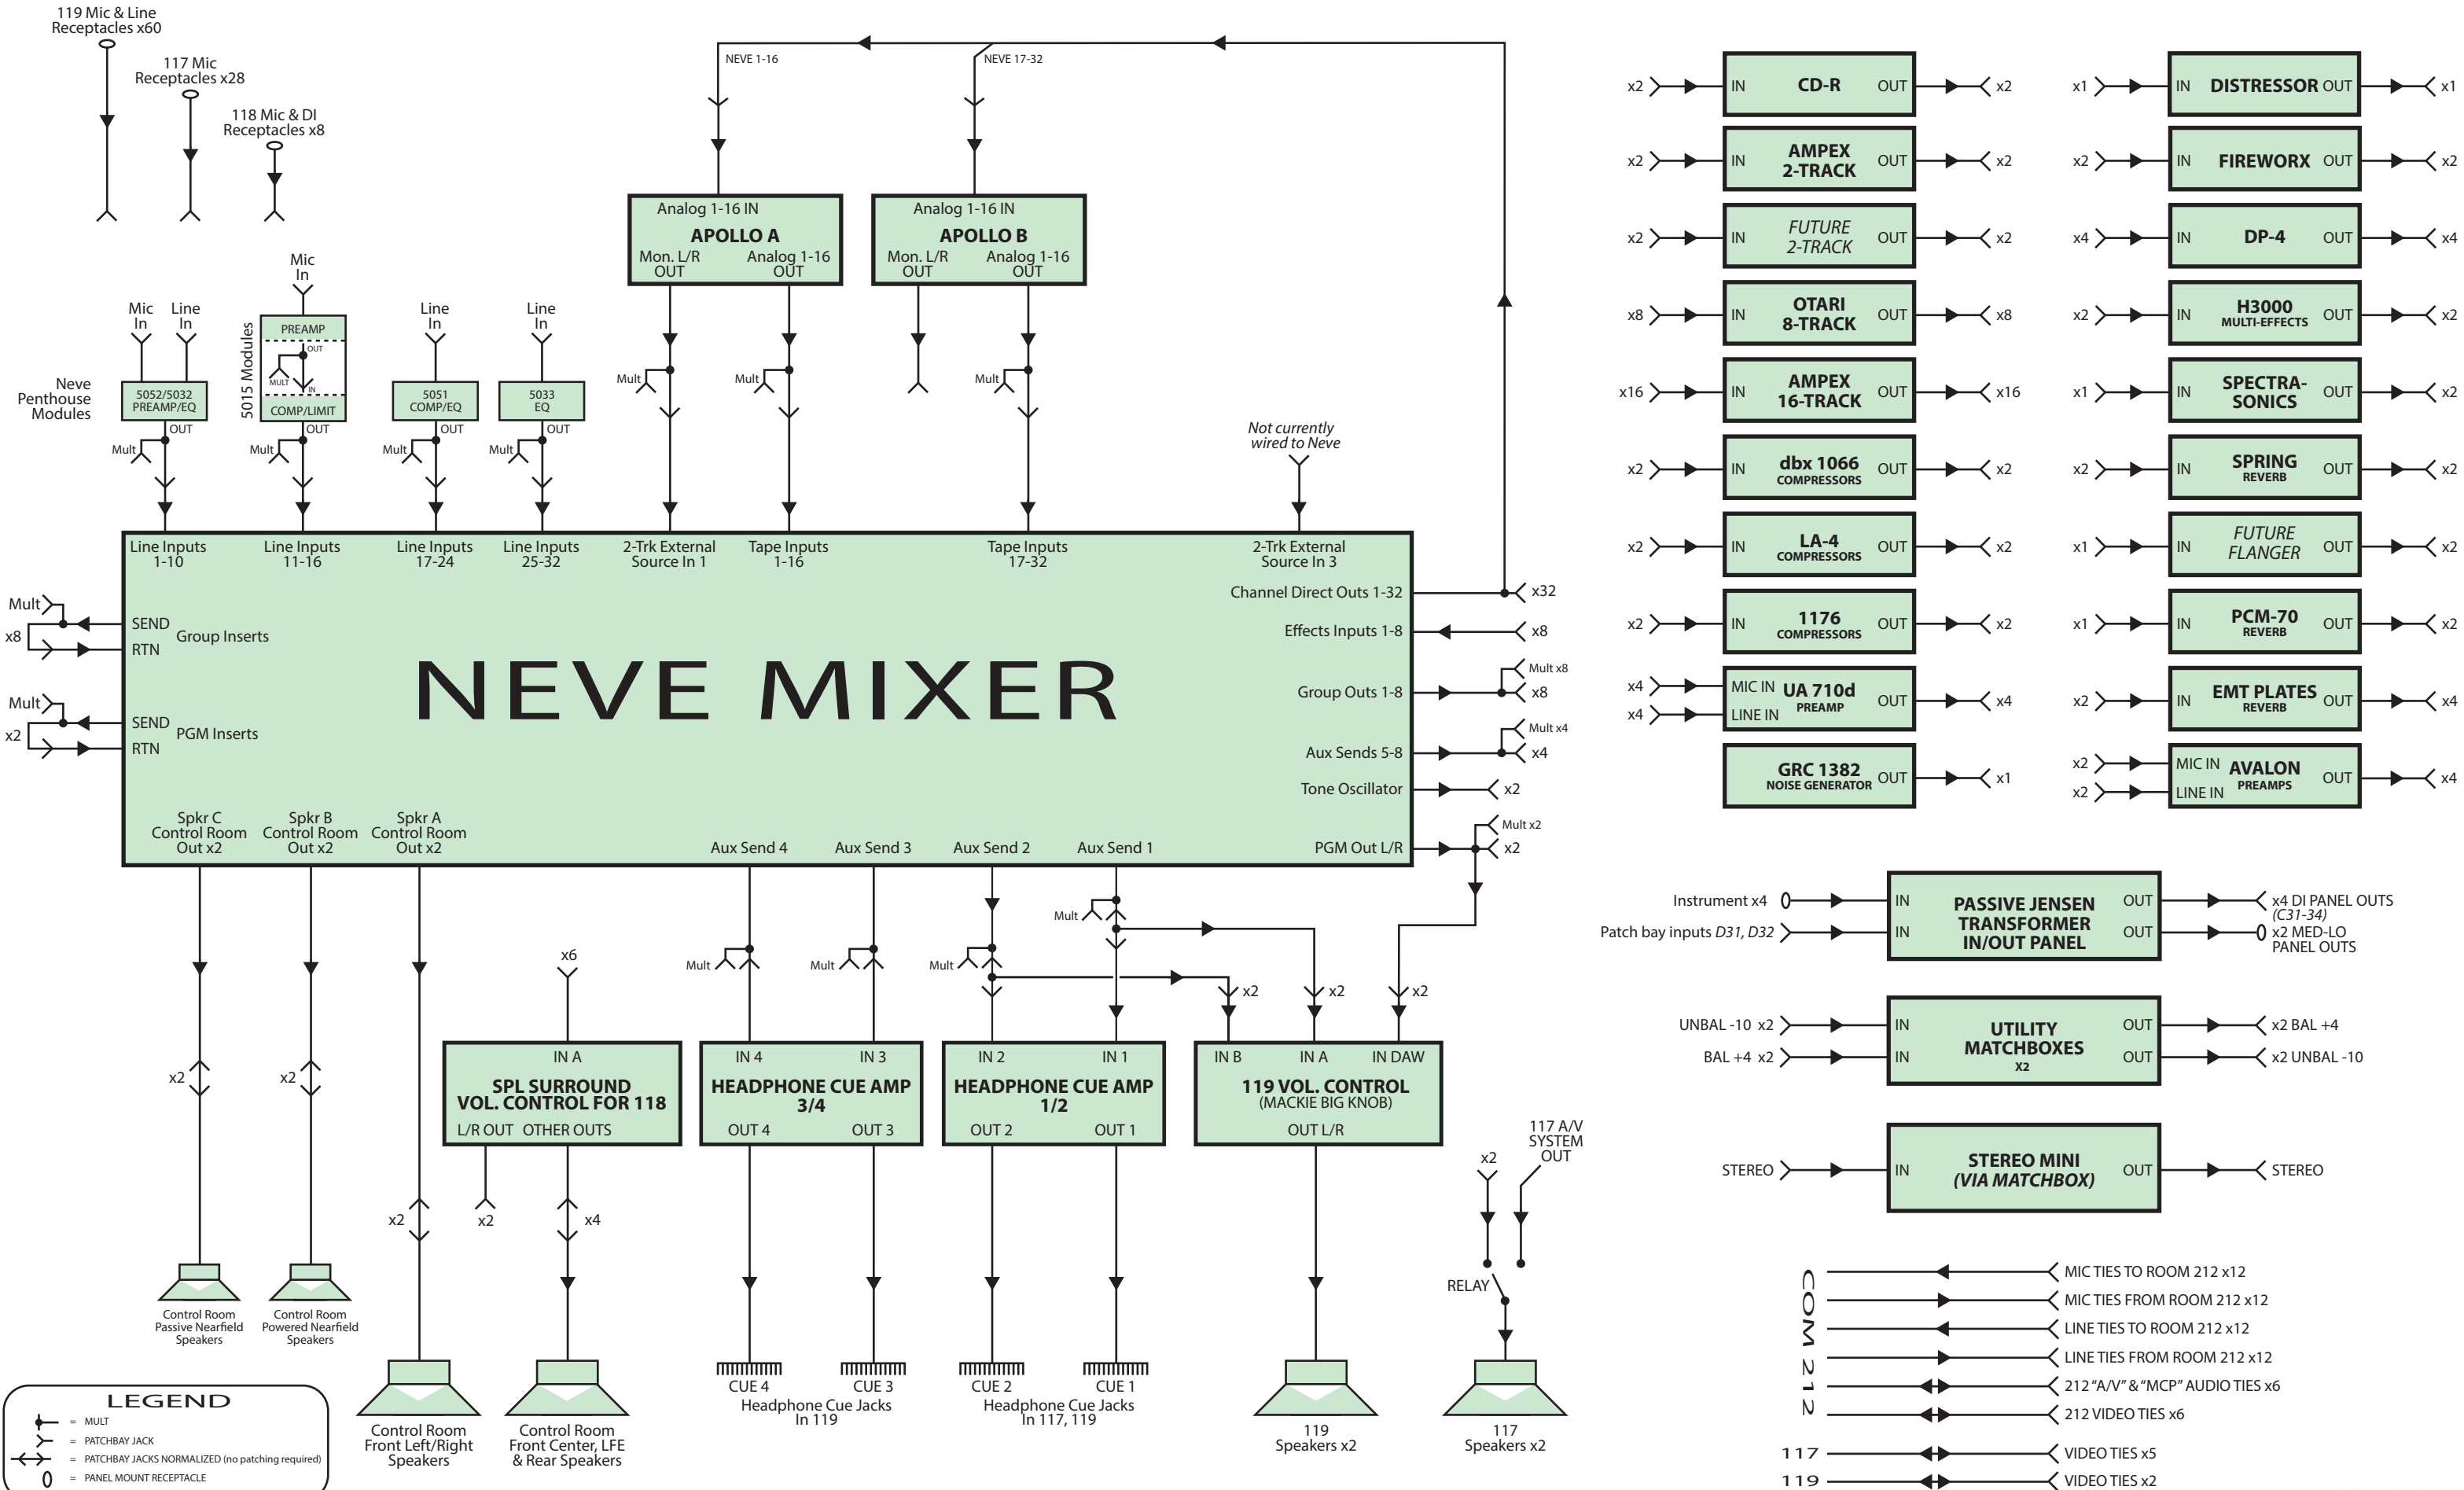 119 Mic & Line
Receptacles x60
117 Mic
Receptacles x28
118 Mic & DI
Receptacles x8
NEVE 1-16
NEVE 17-32
Analog 1-16 IN
APOLLO A
Mon. L/R
OUT
Analog 1-16
OUT
Analog 1-16 IN
APOLLO B
Mon. L/R
OUT
Analog 1-16
OUT
Neve
Penthouse
Modules
Mic
In
Line
In
5052/5032
PREAMP/EQ
OUT
Mult
5015 Modules
Mic
In
PREAMP
OUT
MULT
IN
COMP/LIMIT
OUT
Mult
Line
In
5051
COMP/EQ
OUT
Mult
Line
In
5033
EQ
OUT
Mult
Mult
Mult
Mult
Not currently
wired to Neve
Line Inputs
1-10
Line Inputs
11-16
Line Inputs
17-24
Line Inputs
25-32
2-Trk External
Source In 1
Tape Inputs
1-16
Tape Inputs
17-32
2-Trk External
Source In 3
NEVE MIXER
Mult
x8
SEND
RTN
Group Inserts
Mult
x2
SEND
RTN
PGM Inserts
Channel Direct Outs 1-32
x32
Effects Inputs 1-8
x8
Group Outs 1-8
Mult x8
x8
Aux Sends 5-8
Mult x4
x4
Tone Oscillator
x2
PGM Out L/R
Mult x2
x2
Spkr C
Control Room
Out x2
Spkr B
Control Room
Out x2
Spkr A
Control Room
Out x2
Aux Send 4
Aux Send 3
Aux Send 2
Aux Send 1
Mult
Mult
Mult
Mult
x2
x2
x2
x6
IN A
SPL SURROUND
VOL. CONTROL FOR 118
L/R OUT
OTHER OUTS
IN 4
IN 3
HEADPHONE CUE AMP
3/4
OUT 4
OUT 3
IN 2
IN 1
HEADPHONE CUE AMP
1/2
OUT 2
OUT 1
IN B
IN A
IN DAW
119 VOL. CONTROL
(MACKIE BIG KNOB)
OUT L/R
x2
x2
x2
x2
x4
x2
117 A/V
SYSTEM
OUT
RELAY
Control Room
Passive Nearfield
Speakers
Control Room
Powered Nearfield
Speakers
Control Room
Front Left/Right
Speakers
Control Room
Front Center, LFE
& Rear Speakers
CUE 4
CUE 3
Headphone Cue Jacks
In 119
CUE 2
CUE 1
Headphone Cue Jacks
In 117, 119
119
Speakers x2
117
Speakers x2
LEGEND
= MULT
= PATCHBAY JACK
= PATCHBAY JACKS NORMALIZED (no patching required)
= PANEL MOUNT RECEPTACLE
x2 IN CD-R OUT x2
x2 IN AMPEX OUT x2
2-TRACK
x2 IN FUTURE OUT x2
2-TRACK
x8 IN OTARI OUT x8
8-TRACK
x16 IN AMPEX OUT x16
16-TRACK
x2 IN dbx 1066 OUT x2
COMPRESSORS
x2 IN LA-4 OUT x2
COMPRESSORS
x2 IN 1176 OUT x2
COMPRESSORS
x4 MIC IN UA 710d OUT x4
PREAMP
x4 LINE IN
GRC 1382 OUT x1
NOISE GENERATOR
x1 IN DISTRESSOR OUT x1
x2 IN FIREWORX OUT x2
x4 IN DP-4 OUT x4
x2 IN H3000 OUT x2
MULTI-EFFECTS
x1 IN SPECTRA- OUT x2
SONICS
x2 IN SPRING OUT x2
REVERB
x1 IN FUTURE OUT x2
FLANGER
x1 IN PCM-70 OUT x2
REVERB
x2 IN EMT PLATES OUT x4
REVERB
x2 MIC IN AVALON OUT x4
PREAMPS
x2 LINE IN
Instrument x4
Patch bay inputs D31, D32
IN
IN
PASSIVE JENSEN
TRANSFORMER
IN/OUT PANEL
OUT
OUT
x4 DI PANEL OUTS
(C31-34)
x2 MED-LO
PANEL OUTS
UNBAL -10 x2
BAL +4 x2
IN
IN
UTILITY
MATCHBOXES
X2
OUT
OUT
x2 BAL +4
x2 UNBAL -10
STEREO
IN
STEREO MINI
(VIA MATCHBOX)
OUT
STEREO
COM 212
MIC TIES TO ROOM 212 x12
MIC TIES FROM ROOM 212 x12
LINE TIES TO ROOM 212 x12
LINE TIES FROM ROOM 212 x12
212 “A/V” & “MCP” AUDIO TIES x6
212 VIDEO TIES x6
117 VIDEO TIES x5
119 VIDEO TIES x2